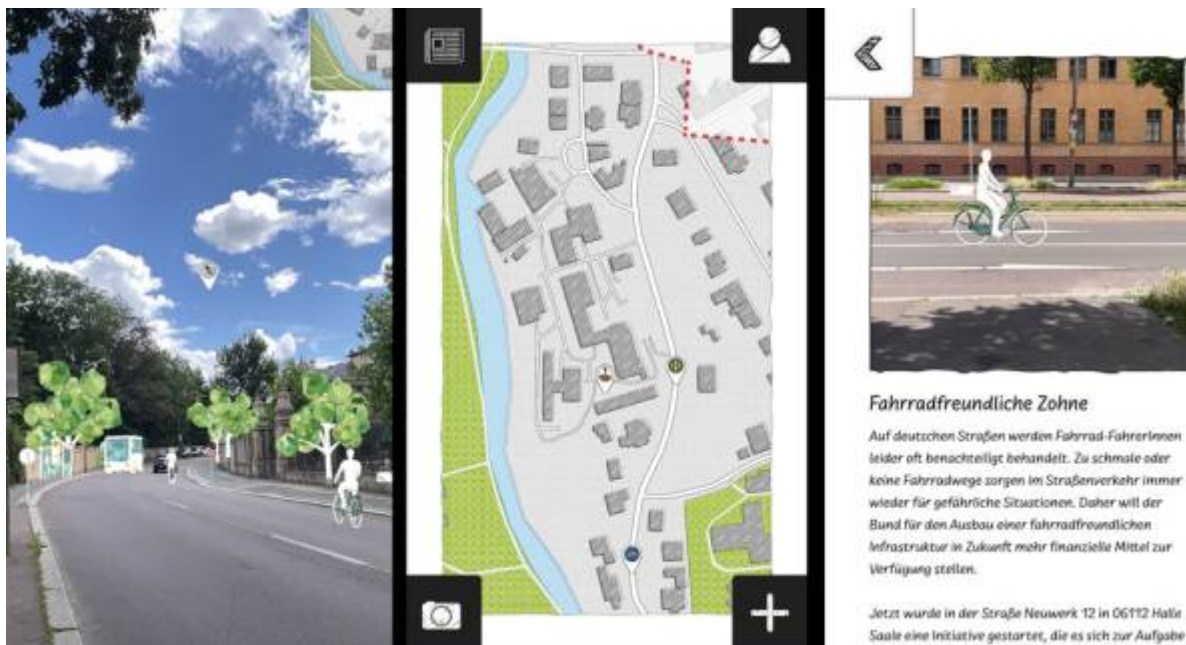 Fahrradfreundliche Zohne
Auf deutschen Straßen werden Fahrrad-FahrerInnen
leider oft benachteiligt behandelt. Zu schmale oder
keine Fahrradwege sorgen im Straßenverkehr immer
wieder für gefährliche Situationen. Daher will der
Bund für den Ausbau einer fahrradfreundlichen
Infrastruktur in Zukunft mehr finanzielle Mittel zur
Verfügung stellen.
Jetzt wurde in der Straße Neuwerk 12 in 06112 Halle
Saale eine Initiative gestartet, die es sich zur Aufgabe